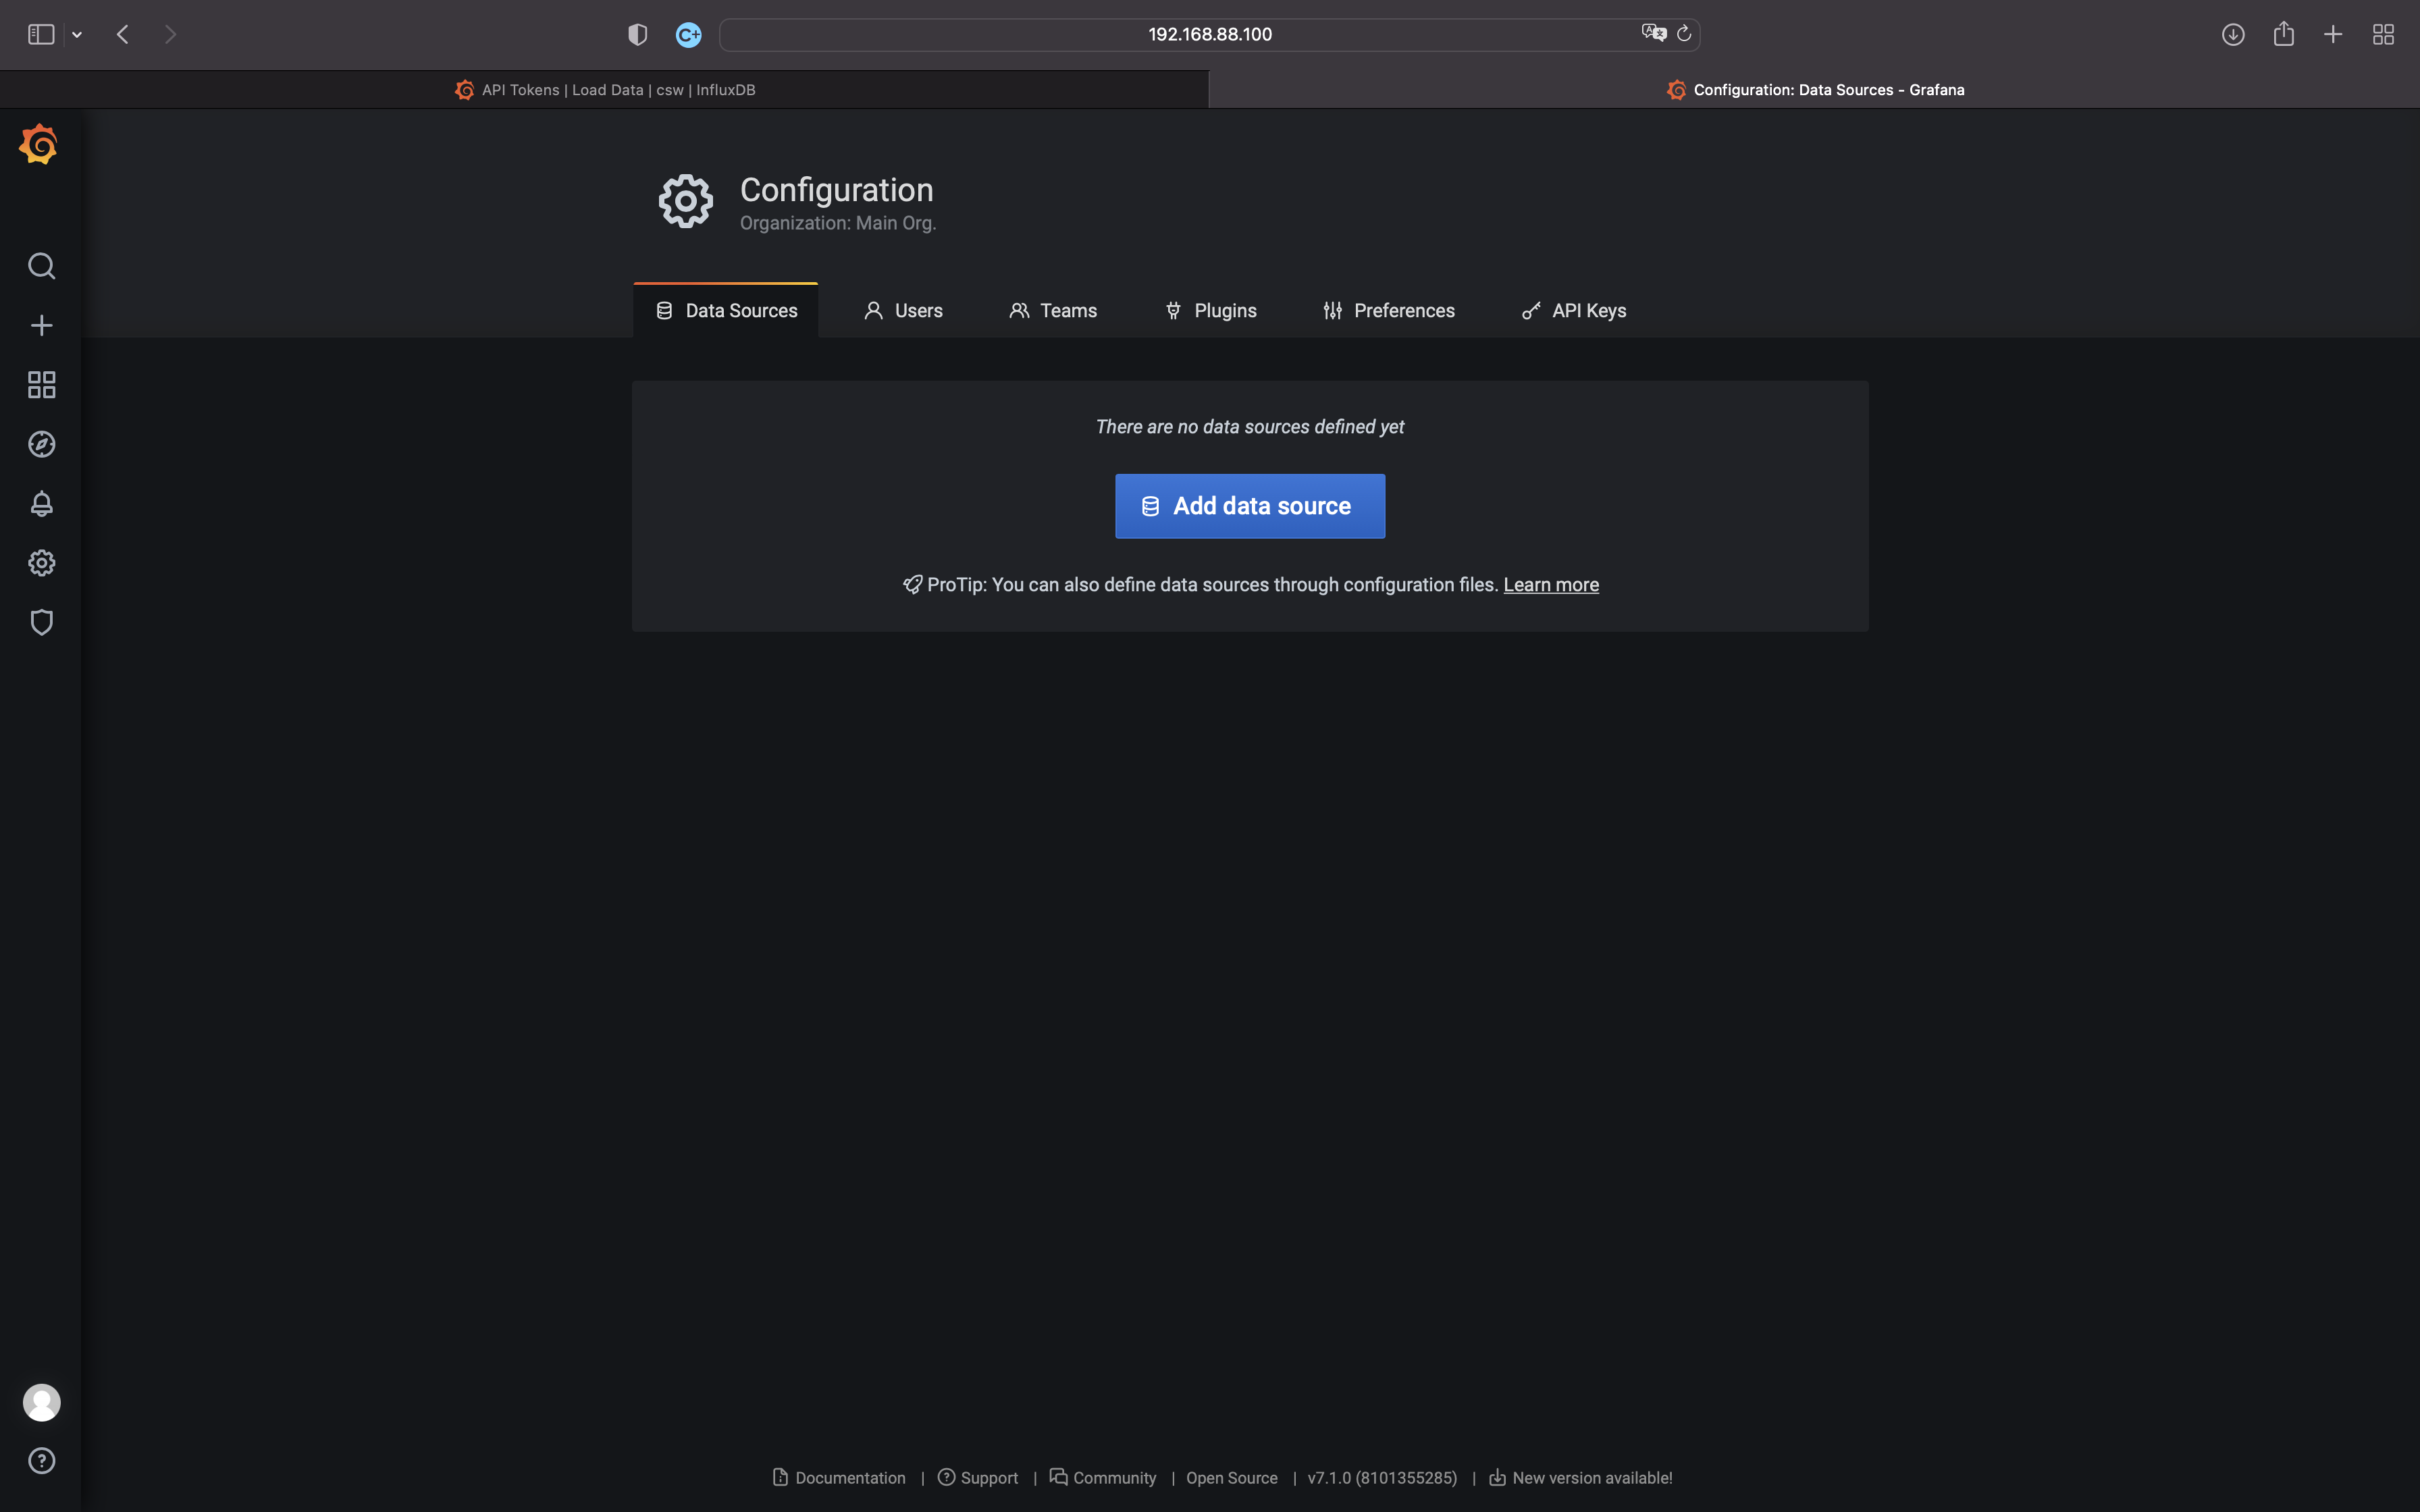 192.168.88.100
API Tokens | Load Data | csw | InfluxDB
Configuration: Data Sources - Grafana
Configuration
Organization: Main Org.
Data Sources
Users
Teams
Plugins
Preferences
API Keys
There are no data sources defined yet
Add data source
ProTip: You can also define data sources through configuration files. Learn more
Documentation | Support | Community | Open Source | v7.1.0 (8101355285) | New version available!